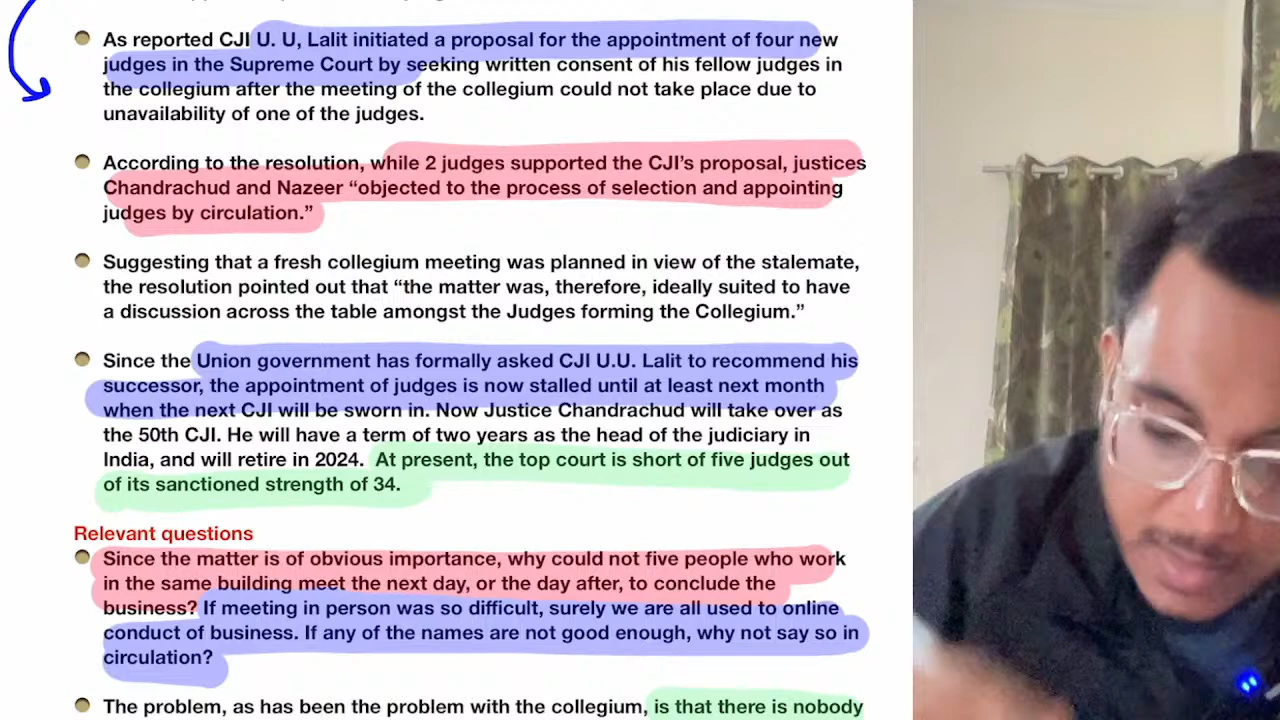 As reported CJI U. U, Lalit initiated a proposal for the appointment of four new
judges in the Supreme Court by seeking written consent of his fellow judges in
the collegium after the meeting of the collegium could not take place due to
unavailability of one of the judges.
According to the resolution, while 2 judges supported the CJI’s proposal, justices
Chandrachud and Nazeer “objected to the process of selection and appointing
judges by circulation.”
Suggesting that a fresh collegium meeting was planned in view of the stalemate,
the resolution pointed out that “the matter was, therefore, ideally suited to have
a discussion across the table amongst the Judges forming the Collegium.”
Since the Union government has formally asked CJI U.U. Lalit to recommend his
successor, the appointment of judges is now stalled until at least next month
when the next CJI will be sworn in. Now Justice Chandrachud will take over as
the 50th CJI. He will have a term of two years as the head of the judiciary in
India, and will retire in 2024. At present, the top court is short of five judges out
of its sanctioned strength of 34.
Relevant questions
Since the matter is of obvious importance, why could not five people who work
in the same building meet the next day, or the day after, to conclude the
business? If meeting in person was so difficult, surely we are all used to online
conduct of business. If any of the names are not good enough, why not say so in
circulation?
The problem, as has been the problem with the collegium, is that there is nobody